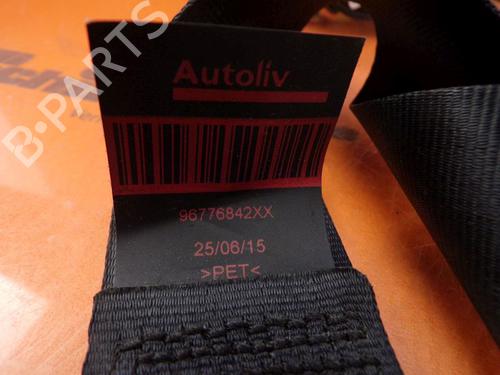 Autoliv
96776842XX
25/06/15
>PET<
B-PARTS